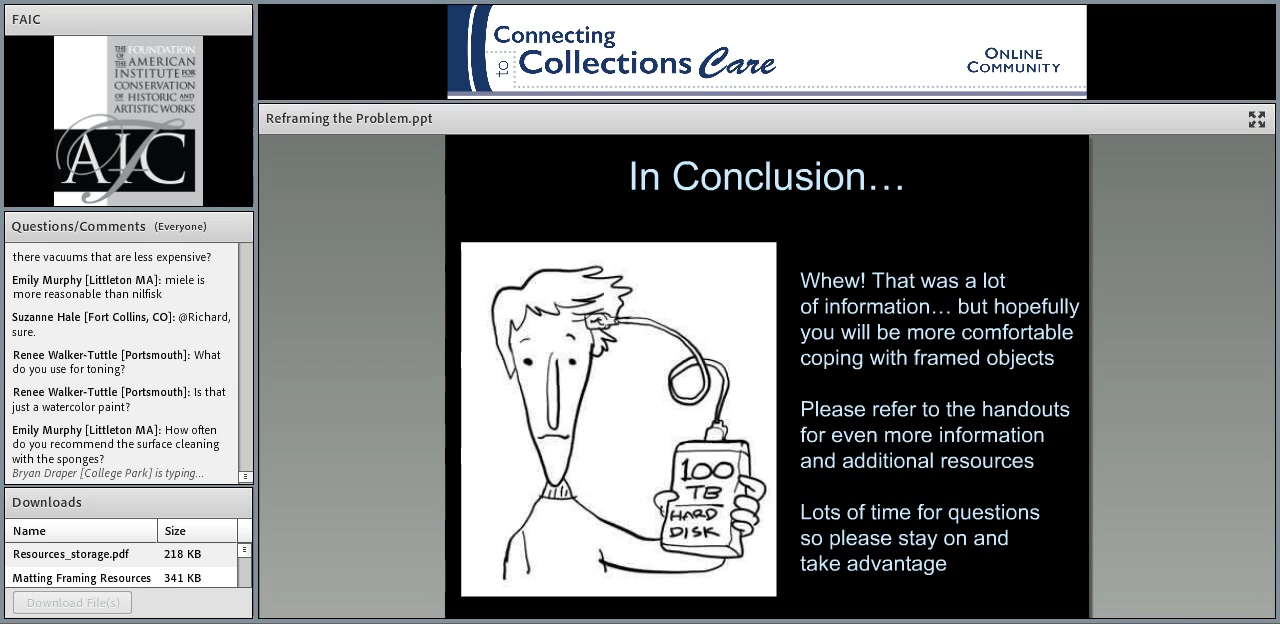 FAIC
THE FOUNDATION
OF THE AMERICAN
INSTITUTE FOR
CONSERVATION
OF HISTORIC AND
ARTISTIC WORKS
AIC
Connecting
to Collections Care
ONLINE
COMMUNITY
Questions/Comments (Everyone)
there vacuums that are less expensive?
Emily Murphy [Littleton MA]: miele is
more reasonable than nilfisk
Suzanne Hale [Fort Collins, CO]: @Richard,
sure.
Renee Walker-Tuttle [Portsmouth]: What
do you use for toning?
Renee Walker-Tuttle [Portsmouth]: Is that
just a watercolor paint?
Emily Murphy [Littleton MA]: How often
do you recommend the surface cleaning
with the sponges?
Bryan Draper [College Park] is typing...
Downloads
Name Size
Resources_storage.pdf 218 KB
Matting Framing Resources 341 KB
Download File(s)
Reframing the Problem.ppt
In Conclusion…
100
TB
HARD
DISK
Whew! That was a lot
of information… but hopefully
you will be more comfortable
coping with framed objects
Please refer to the handouts
for even more information
and additional resources
Lots of time for questions
so please stay on and
take advantage